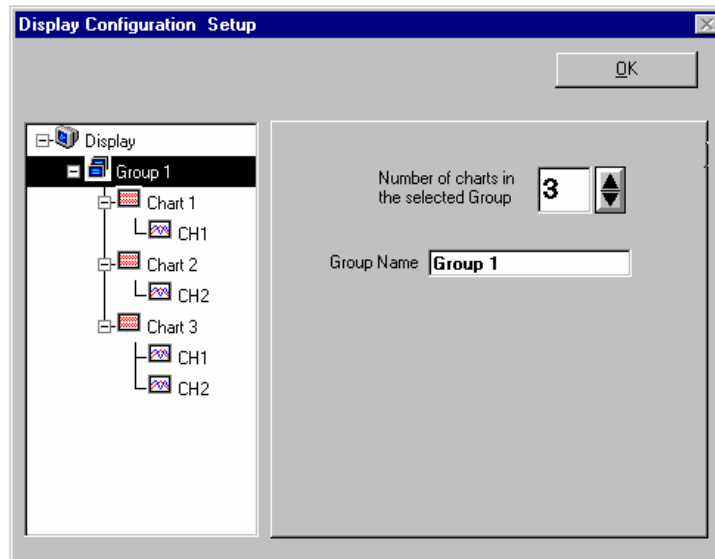 Display Configuration Setup
OK
Display
Group 1
Chart 1
CH1
Chart 2
CH2
Chart 3
CH1
CH2
Number of charts in
the selected Group
3
Group Name Group 1